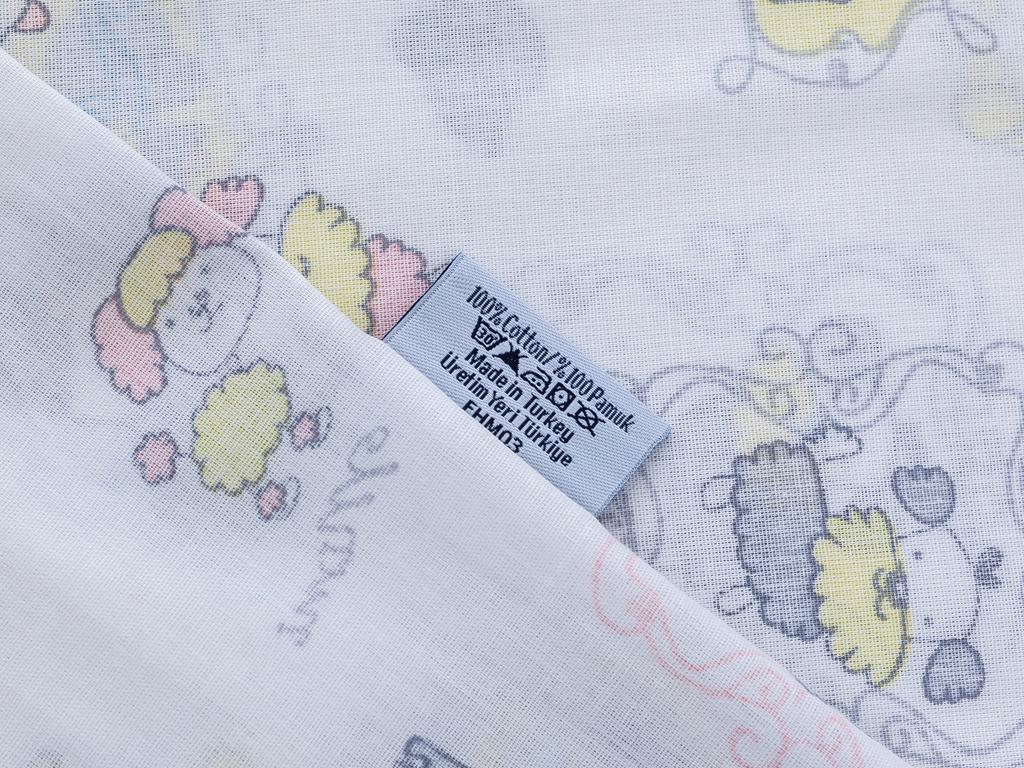 100% Cotton/%100 Pamuk
30
Made in Turkey
Üretim Yeri Türkiye
EHM03